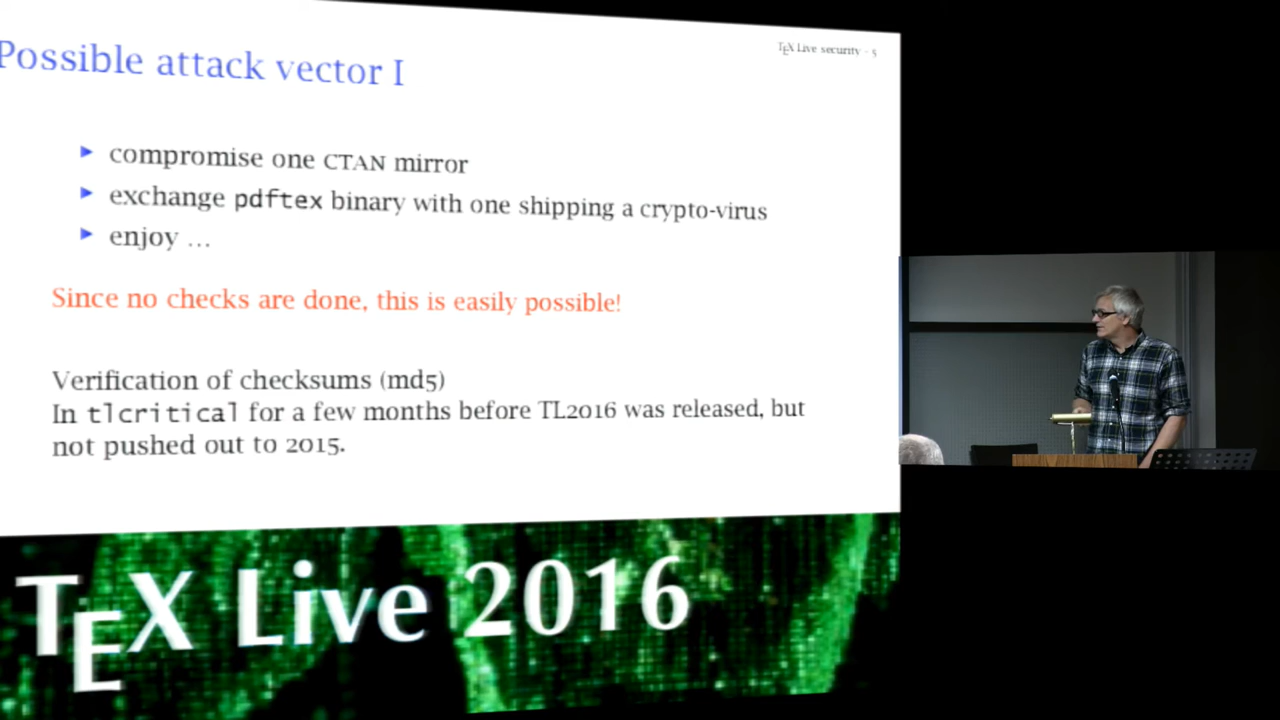 TEX Live security - 5
Possible attack vector I
▶ compromise one CTAN mirror
▶ exchange pdftex binary with one shipping a crypto-virus
▶ enjoy …
Since no checks are done, this is easily possible!
Verification of checksums (md5)
In tlcritical for a few months before TL2016 was released, but
not pushed out to 2015.
TEX Live 2016